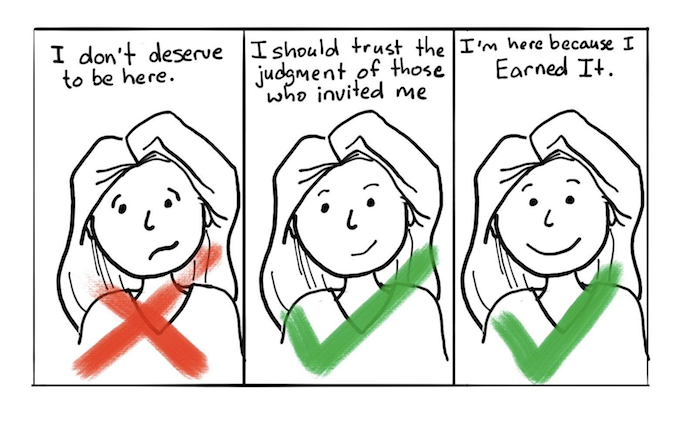 I don't deserve
to be here.
I should trust the
judgment of those
who invited me
I'm here because I
Earned It.